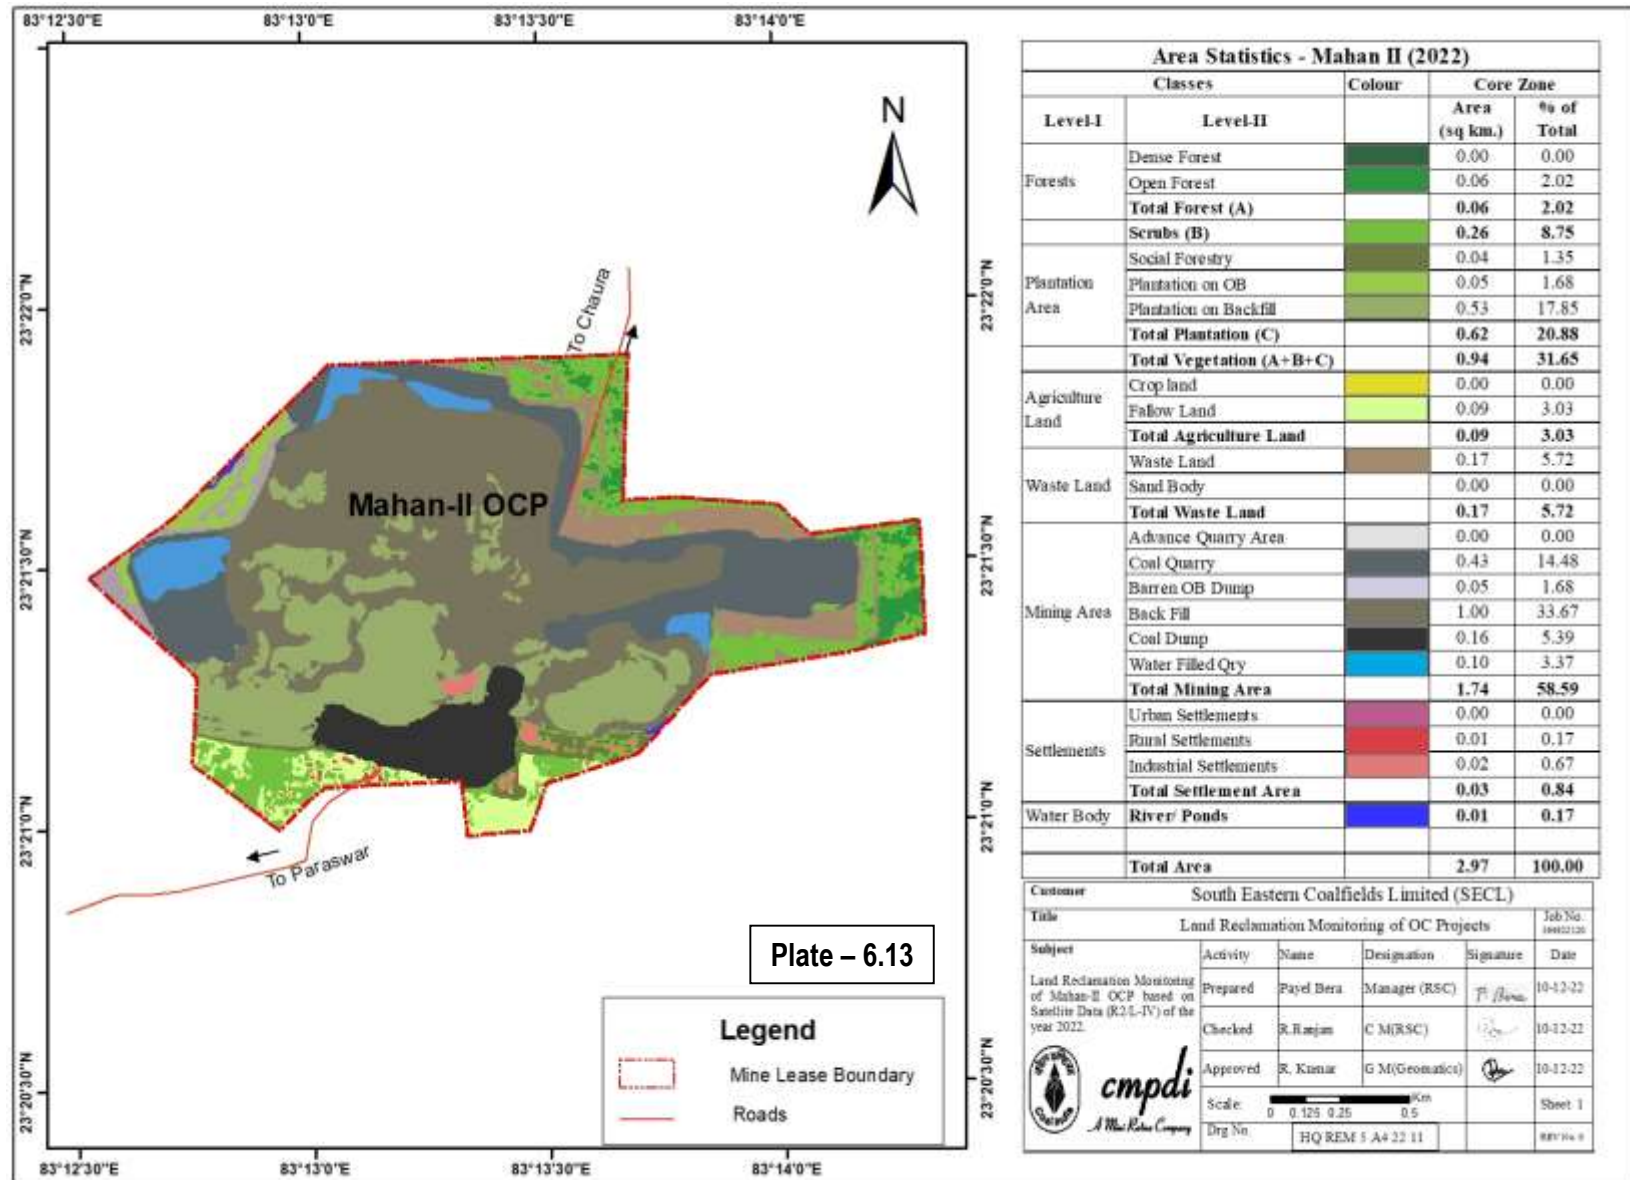 83°12'30"E 83°13'0"E 83°13'30"E 83°14'0"E
N
23°22'0"N
23°22'0"N
To Chaura
Mahan-II OCP
23°21'30"N
23°21'30"N
23°21'0"N
23°21'0"N
To Paraswar
Plate – 6.13
23°20'30"N
23°20'30"N
Legend
Mine Lease Boundary
Roads
83°12'30"E 83°13'0"E 83°13'30"E 83°14'0"E
Area Statistics - Mahan II (2022)
Classes Colour Core Zone
Level-I Level-II Area (sq km.) % of Total
Forests
Dense Forest 0.00 0.00
Open Forest 0.06 2.02
Total Forest (A) 0.06 2.02
Scrubs (B) 0.26 8.75
Plantation Area
Social Forestry 0.04 1.35
Plantation on OB 0.05 1.68
Plantation on Backfill 0.53 17.85
Total Plantation (C) 0.62 20.88
Total Vegetation (A+B+C) 0.94 31.65
Agriculture Land
Crop land 0.00 0.00
Fallow Land 0.09 3.03
Total Agriculture Land 0.09 3.03
Waste Land
Waste Land 0.17 5.72
Sand Body 0.00 0.00
Total Waste Land 0.17 5.72
Mining Area
Advance Quarry Area 0.00 0.00
Coal Quarry 0.43 14.48
Barren OB Dump 0.05 1.68
Back Fill 1.00 33.67
Coal Dump 0.16 5.39
Water Filled Qry 0.10 3.37
Total Mining Area 1.74 58.59
Settlements
Urban Settlements 0.00 0.00
Rural Settlements 0.01 0.17
Industrial Settlements 0.02 0.67
Total Settlement Area 0.03 0.84
Water Body River/ Ponds 0.01 0.17
Total Area 2.97 100.00
Customer South Eastern Coalfields Limited (SECL)
Title Land Reclamation Monitoring of OC Projects Job No.
Subject
Land Reclamation Monitoring
of Mahan-II OCP based on
Satellite Data (R2/L-IV) of the
year 2022.
Activity Name Designation Signature Date
Prepared Payel Bera Manager (RSC) P. Bera 10-12-22
Checked R.Ranjan C M(RSC) 10-12-22
Approved R. Kumar G M(Geomatics) 10-12-22
Coal India
cmpdi
A Mini Ratna Company
Scale: 0 0.125 0.25 0.5 Km Sheet 1
Drg No. HQ REM 5 A4 22 11 REV No. 0